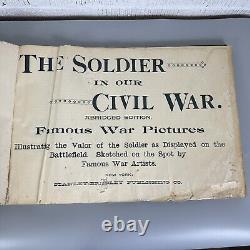 THE SOLDIER
IN OUR
CIVIL WAR.
ABRIDGED EDITION.
Famous War Pictures
Illustrating the Valor of the Soldier as Displayed on the
Battlefield Sketched on the Spot by
Famous War Artists.
NEW YORK:
STANLEY-BRADLEY PUBLISHING CO.